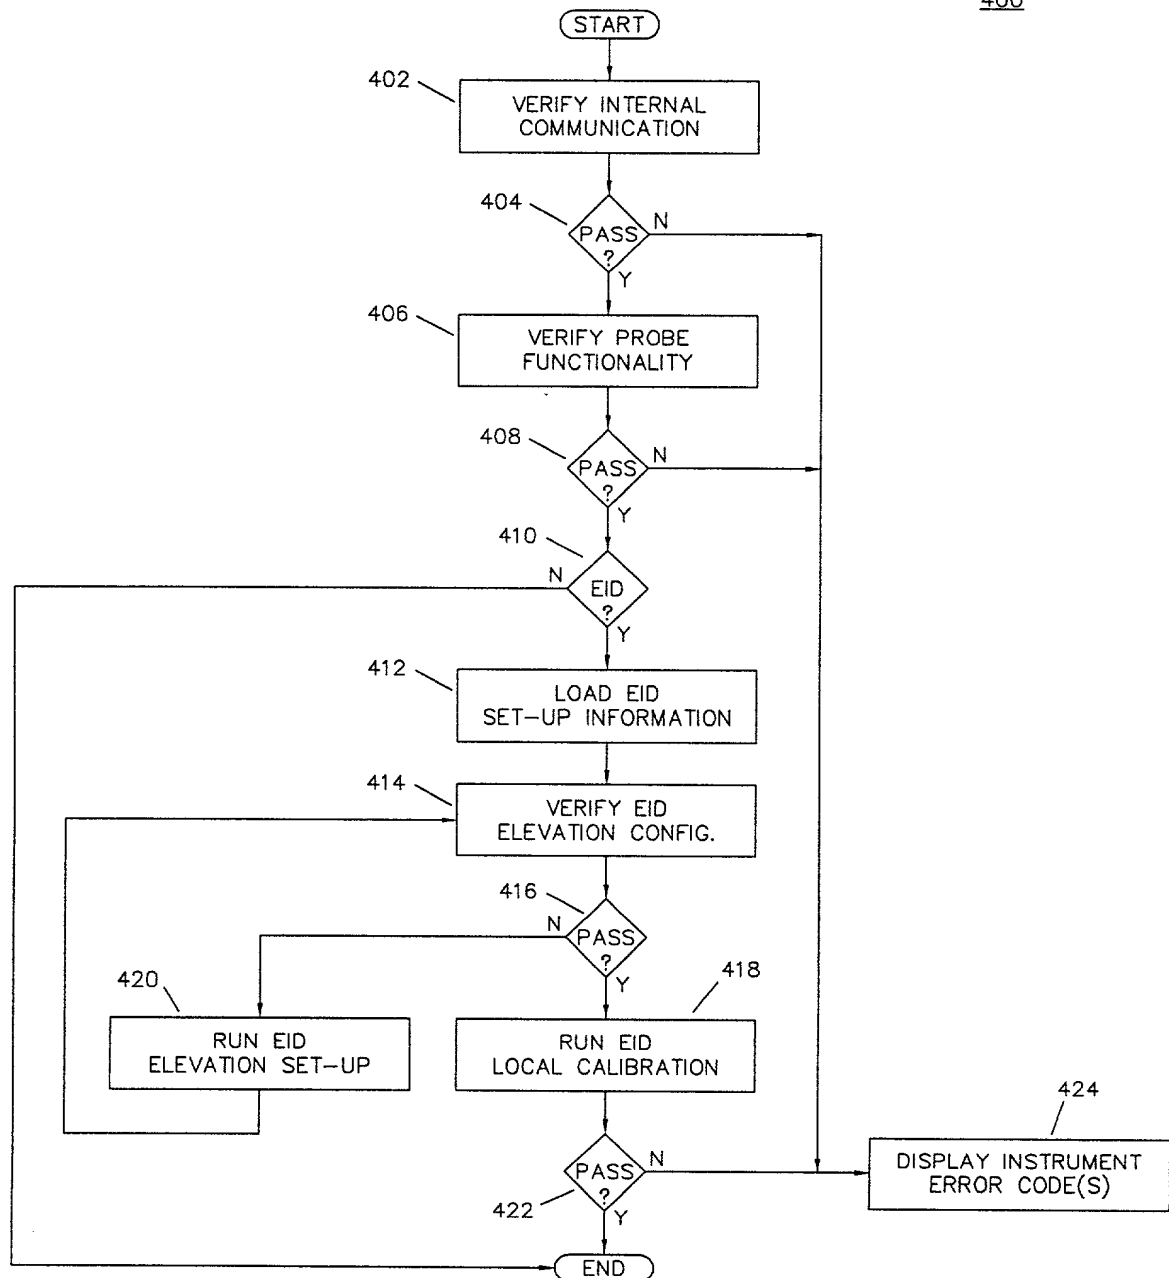 400
START
402
VERIFY INTERNAL
COMMUNICATION
404
PASS
?
N
Y
406
VERIFY PROBE
FUNCTIONALITY
408
PASS
?
N
Y
410
N
EID
?
Y
412
LOAD EID
SET-UP INFORMATION
414
VERIFY EID
ELEVATION CONFIG.
416
N
PASS
?
Y
418
420
RUN EID
ELEVATION SET-UP
RUN EID
LOCAL CALIBRATION
424
PASS
?
N
422
Y
DISPLAY INSTRUMENT
ERROR CODE(S)
END